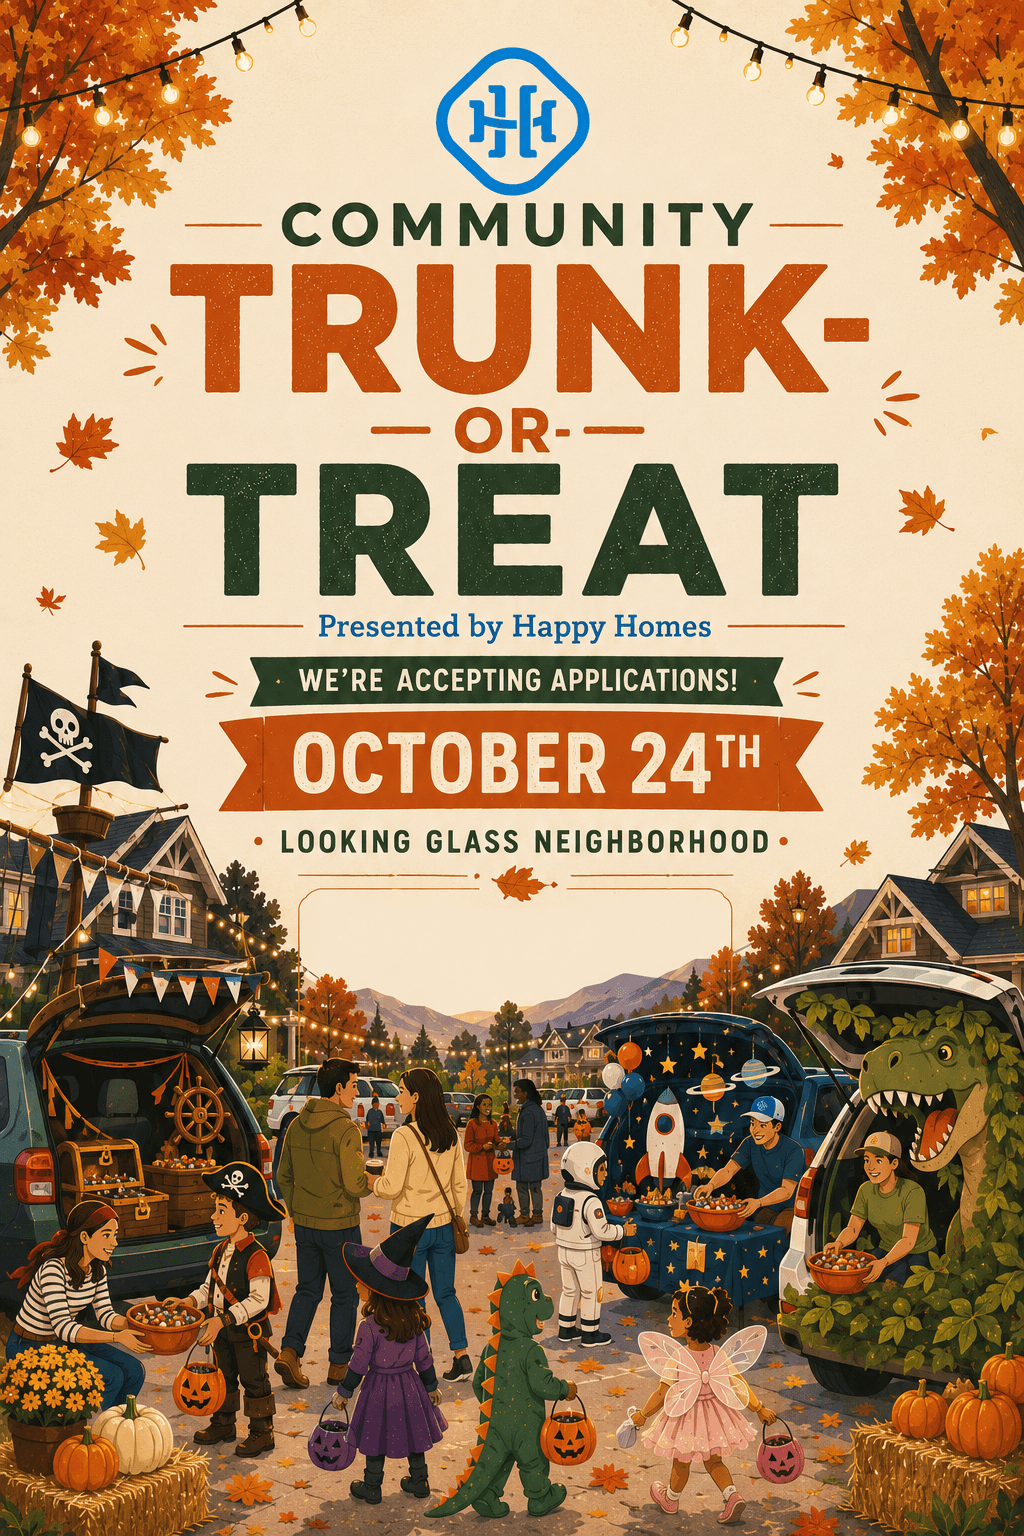 COMMUNITY
TRUNK-
OR-
TREAT
Presented by Happy Homes
WE'RE ACCEPTING APPLICATIONS!
OCTOBER 24TH
LOOKING GLASS NEIGHBORHOOD